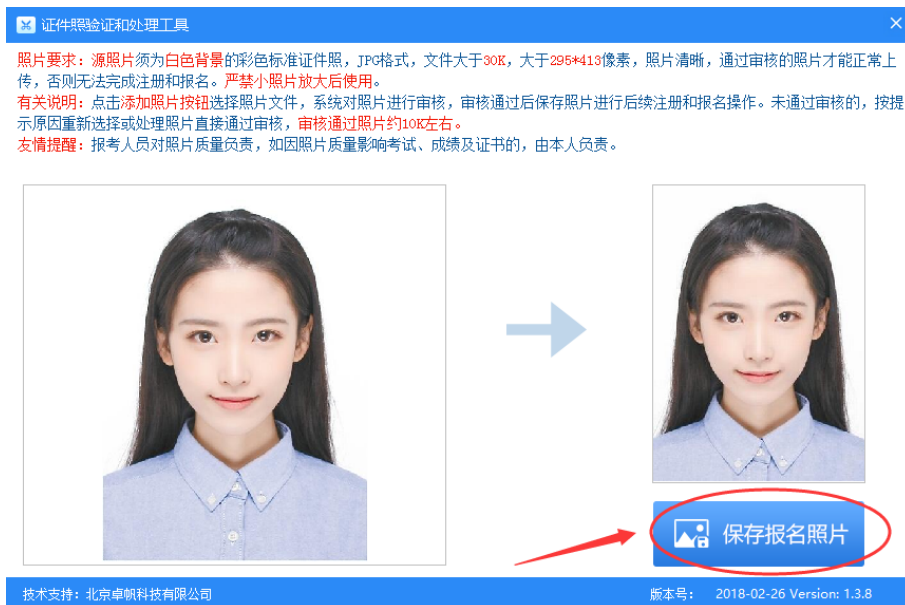 证件照验证和处理工具
照片要求：源照片须为白色背景的彩色标准证件照，JPG格式，文件大于30K，大于295*413像素，照片清晰，通过审核的照片才能正常上
传，否则无法完成注册和报名。严禁小照片放大后使用。
有关说明：点击添加照片按钮选择照片文件，系统对照片进行审核，审核通过后保存照片进行后续注册和报名操作。未通过审核的，按提
示原因重新选择或处理照片直接通过审核，审核通过照片约10K左右。
友情提醒：报考人员对照片质量负责，如因照片质量影响考试、成绩及证书的，由本人负责。
保存报名照片
技术支持：北京卓帆科技有限公司
版本号： 2018-02-26 Version: 1.3.8